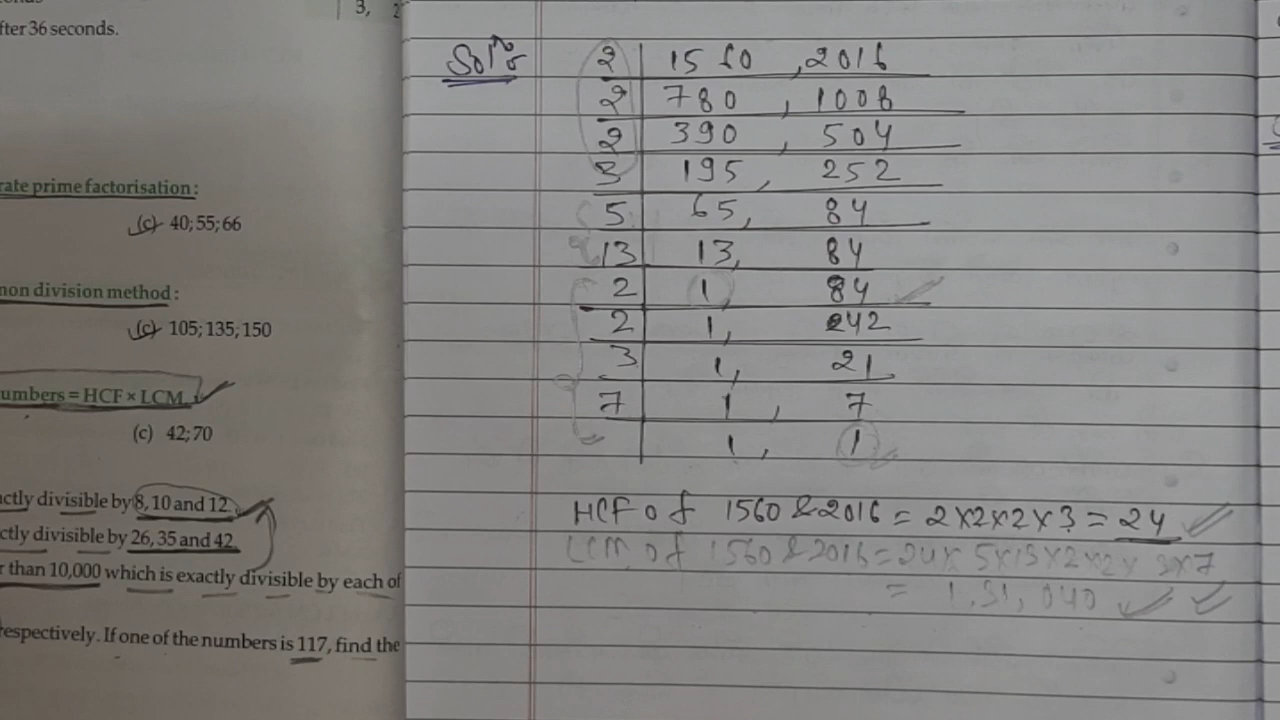 fter 36 seconds.
3,
rate prime factorisation :
(c) 40; 55; 66
non division method :
(c) 105; 135; 150
umbers = HCF × LCM.
(c) 42; 70
actly divisible by 8, 10 and 12.
ctly divisible by 26, 35 and 42.
r than 10,000 which is exactly divisible by each of
respectively. If one of the numbers is 117, find the
Solⁿ
2 | 1560 , 2016
2 | 780 , 1008
2 | 390 , 504
3 | 195 , 252
5 | 65, 84
13 | 13, 84
2 | 1, 84
2 | 1, 42
3 | 1, 21
7 | 1 , 7
1 , 1
HCF of 1560 & 2016 = 2×2×2×3 = 24
LCM of 1560 & 2016 = 24× 5×13×2×2× 3×7
= 1,31,040